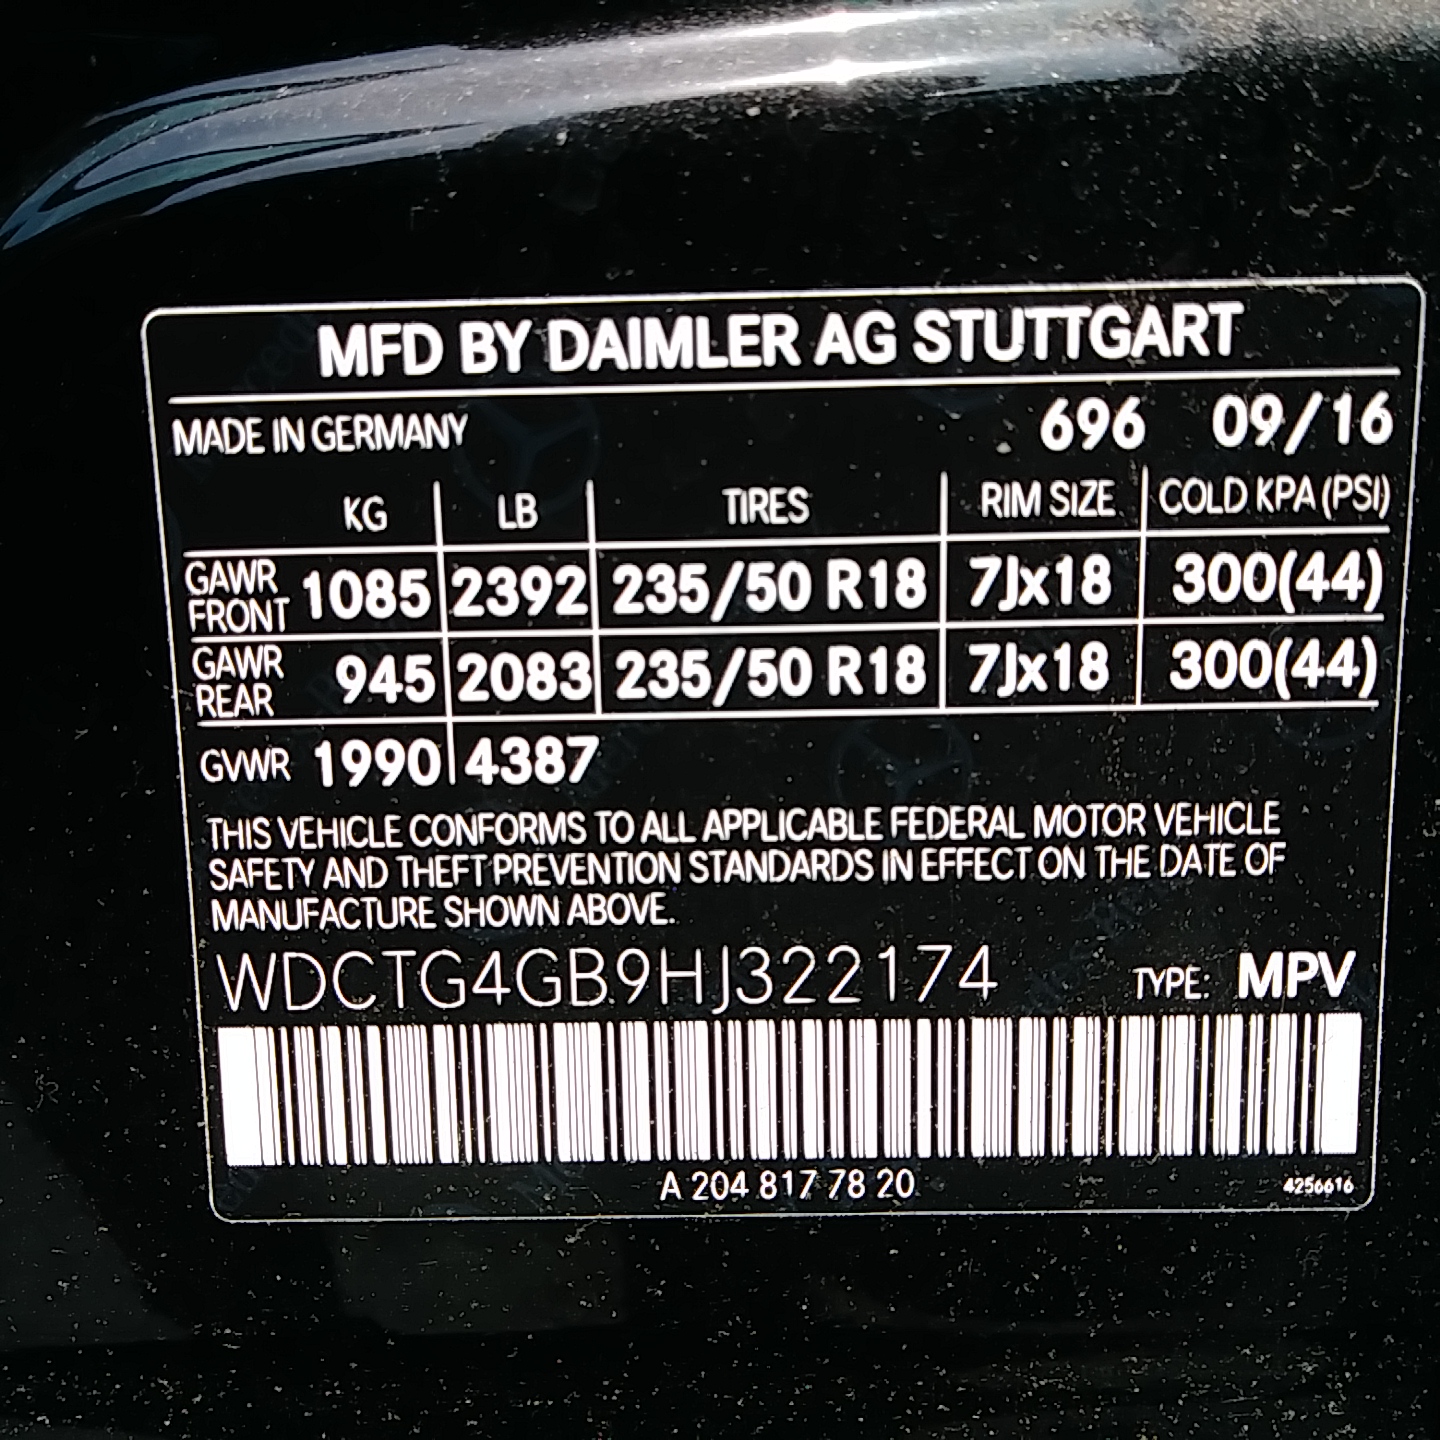 MFD BY DAIMLER AG STUTTGART
MADE IN GERMANY 696 09/16
KG LB TIRES RIM SIZE COLD KPA (PSI)
GAWR FRONT 1085 2392 235/50 R18 7Jx18 300(44)
GAWR REAR 945 2083 235/50 R18 7Jx18 300(44)
GVWR 1990 4387
THIS VEHICLE CONFORMS TO ALL APPLICABLE FEDERAL MOTOR VEHICLE
SAFETY AND THEFT PREVENTION STANDARDS IN EFFECT ON THE DATE OF
MANUFACTURE SHOWN ABOVE.
WDCTG4GB9HJ322174 TYPE: MPV
A 204 817 78 20 4256616